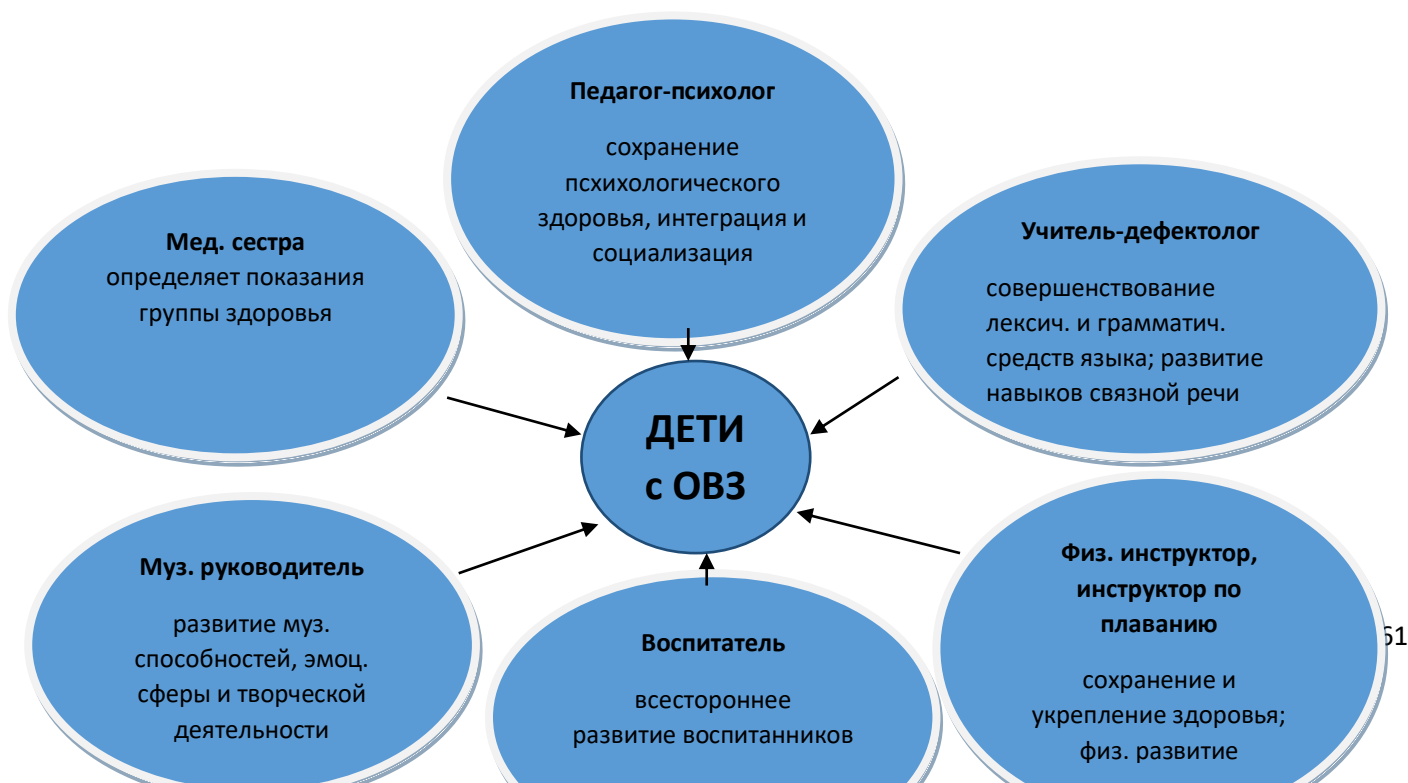 Педагог-психолог
сохранение
псхихологического
здоровья, интеграция и
социализация
Мед. сестра
определяет показания
группы здоровья
Учитель-дефектолог
совершенствование
лексич. и грамматич.
средств языка; развитие
навыков связной речи
ДЕТИ
с ОВЗ
Муз. руководитель
развитие муз.
способностей, эмоц.
сферы и творческой
деятельности
Воспитатель
всестороннее
развитие воспитанников
Физ. инструктор,
инструктор по
плаванию
сохранение и
укрепление здоровья;
физ. развитие
61